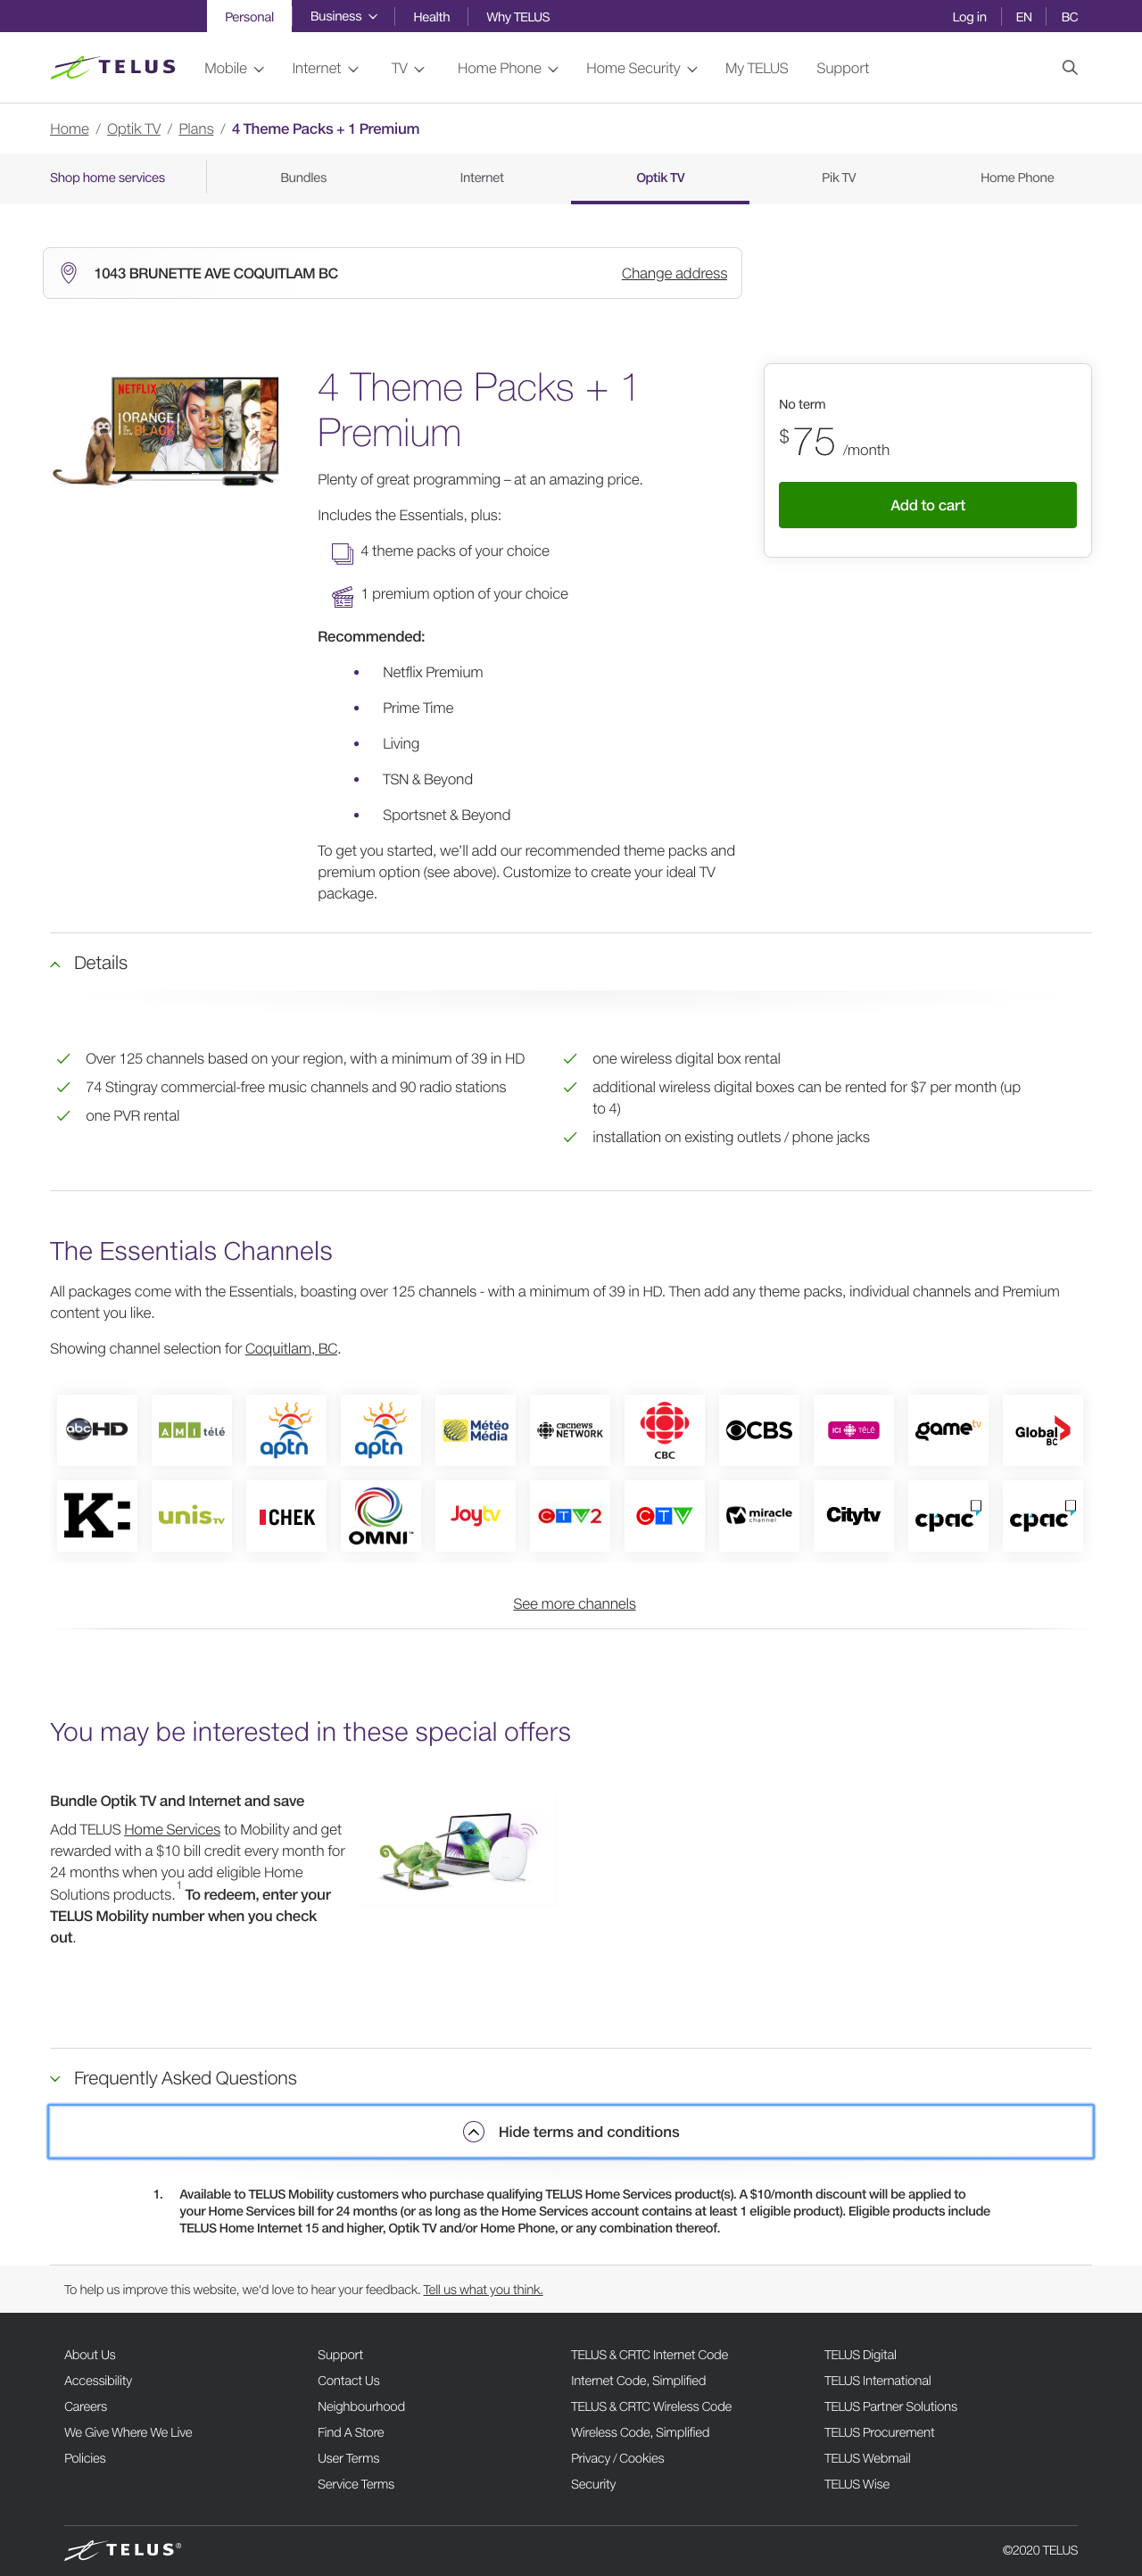 Personal
Business
Health
Why TELUS
Log in
EN
BC
TELUS
Mobile
Internet
TV
Home Phone
Home Security
My TELUS
Support
Home / Optik TV / Plans / 4 Theme Packs + 1 Premium
Shop home services
Bundles
Internet
Optik TV
Pik TV
Home Phone
1043 BRUNETTE AVE COQUITLAM BC
Change address
NETFLIX
ORANGE
IS THE NEW
BLACK
4 Theme Packs + 1
Premium
Plenty of great programming – at an amazing price.
Includes the Essentials, plus:
4 theme packs of your choice
1 premium option of your choice
Recommended:
• Netflix Premium
• Prime Time
• Living
• TSN & Beyond
• Sportsnet & Beyond
To get you started, we'll add our recommended theme packs and
premium option (see above). Customize to create your ideal TV
package.
No term
$75 /month
Add to cart
Details
Over 125 channels based on your region, with a minimum of 39 in HD
74 Stingray commercial-free music channels and 90 radio stations
one PVR rental
one wireless digital box rental
additional wireless digital boxes can be rented for $7 per month (up
to 4)
installation on existing outlets / phone jacks
The Essentials Channels
All packages come with the Essentials, boasting over 125 channels - with a minimum of 39 in HD. Then add any theme packs, individual channels and Premium
content you like.
Showing channel selection for Coquitlam, BC.
abc HD
AMI télé
aptn
aptn
Météo Média
CBC NEWS NETWORK
CBC
CBS
ICI TÉLÉ
game tv
Global BC
K:
unis TV
CHEK
OMNI™
Joytv
CTV2
CTV
miracle channel
Citytv
cpac
cpac
See more channels
You may be interested in these special offers
Bundle Optik TV and Internet and save
Add TELUS Home Services to Mobility and get
rewarded with a $10 bill credit every month for
24 months when you add eligible Home
Solutions products.1 To redeem, enter your
TELUS Mobility number when you check
out.
Frequently Asked Questions
Hide terms and conditions
1. Available to TELUS Mobility customers who purchase qualifying TELUS Home Services product(s). A $10/month discount will be applied to
your Home Services bill for 24 months (or as long as the Home Services account contains at least 1 eligible product). Eligible products include
TELUS Home Internet 15 and higher, Optik TV and/or Home Phone, or any combination thereof.
To help us improve this website, we'd love to hear your feedback. Tell us what you think.
About Us
Accessibility
Careers
We Give Where We Live
Policies
Support
Contact Us
Neighbourhood
Find A Store
User Terms
Service Terms
TELUS & CRTC Internet Code
Internet Code, Simplified
TELUS & CRTC Wireless Code
Wireless Code, Simplified
Privacy / Cookies
Security
TELUS Digital
TELUS International
TELUS Partner Solutions
TELUS Procurement
TELUS Webmail
TELUS Wise
TELUS®
©2020 TELUS